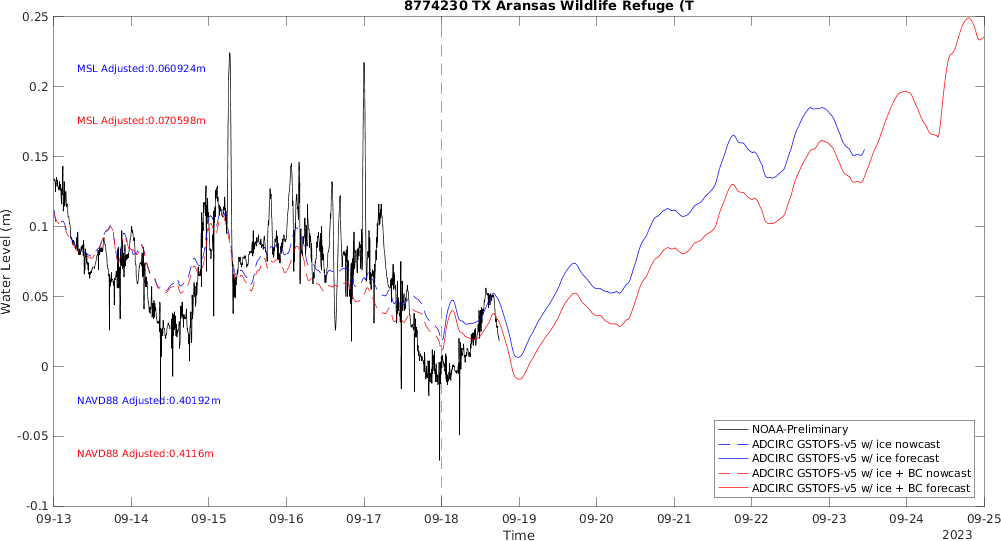 8774230 TX Aransas Wildlife Refuge (T
0.25
0.2
0.15
0.1
0.05
0
-0.05
-0.1
Water Level (m)
MSL Adjusted:0.060924m
MSL Adjusted:0.070598m
NAVD88 Adjusted:0.40192m
NAVD88 Adjusted:0.4116m
NOAA-Preliminary
ADCIRC GSTOFS-v5 w/ ice nowcast
ADCIRC GSTOFS-v5 w/ ice forecast
ADCIRC GSTOFS-v5 w/ ice + BC nowcast
ADCIRC GSTOFS-v5 w/ ice + BC forecast
09-13 09-14 09-15 09-16 09-17 09-18 09-19 09-20 09-21 09-22 09-23 09-24 09-25
Time
2023